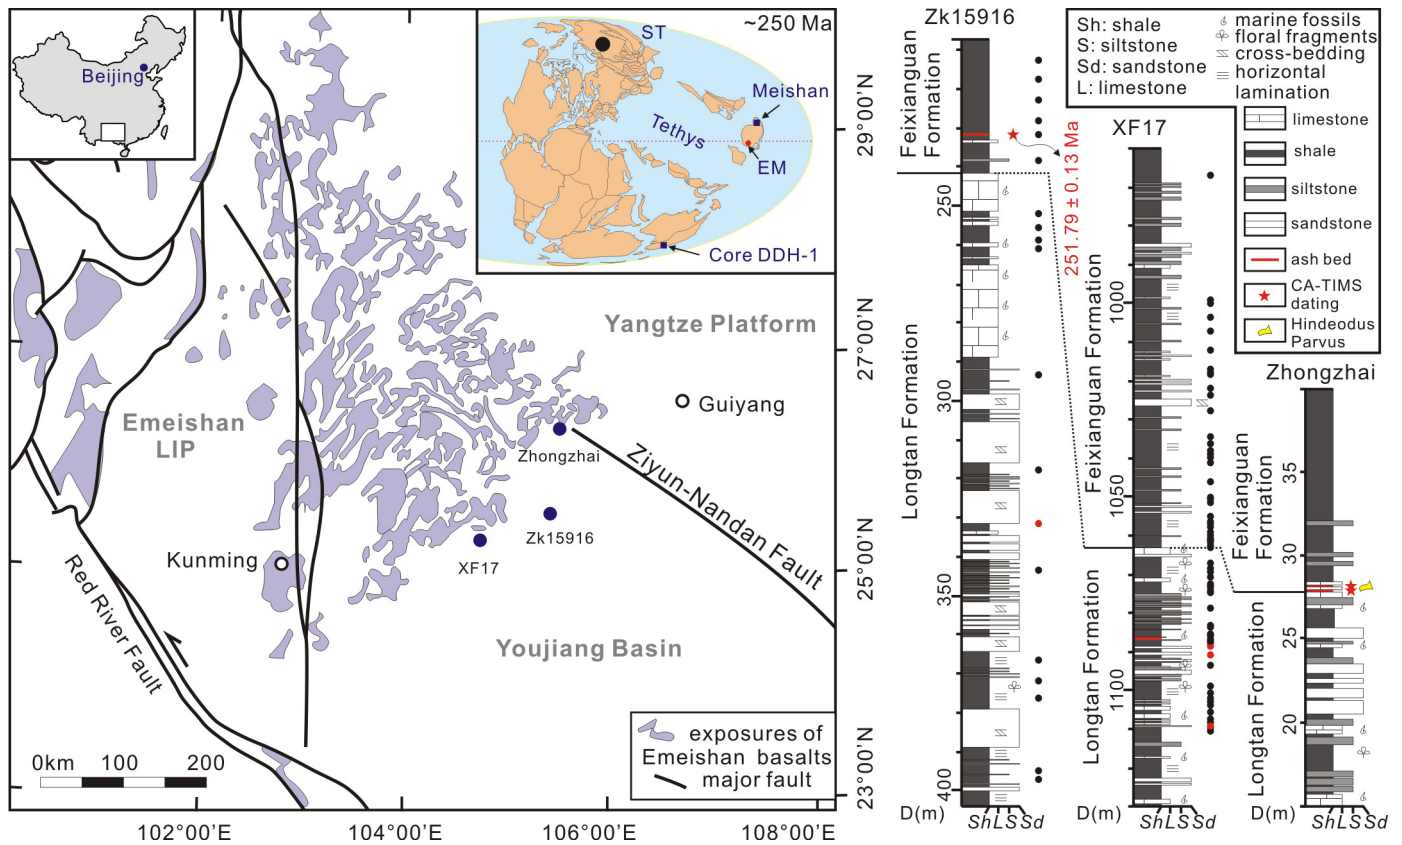 Beijing
~250 Ma
ST
Meishan
Tethys
EM
Core DDH-1
Yangtze Platform
Guiyang
Emeishan
LIP
Zhongzhai
Ziyun-Nandan Fault
Zk15916
XF17
Kunming
Red River Fault
Youjiang Basin
exposures of
Emeishan basalts
major fault
0km 100 200
102°00'E 104°00'E 106°00'E 108°00'E
29°00'N
27°00'N
25°00'N
23°00'N
Zk15916
Feixianguan
Formation
Longtan Formation
250
300
350
400
D(m)
Sh L S Sd
251.79 ± 0.13 Ma
Sh: shale
S: siltstone
Sd: sandstone
L: limestone
marine fossils
floral fragments
cross-bedding
horizontal
lamination
limestone
shale
siltstone
sandstone
ash bed
CA-TIMS
dating
Hindeodus
Parvus
XF17
Feixianguan Formation
Longtan Formation
1000
1050
1100
D(m)
Sh L S Sd
Zhongzhai
Feixianguan
Formation
Longtan Formation
35
30
25
20
D(m)
Sh L S Sd